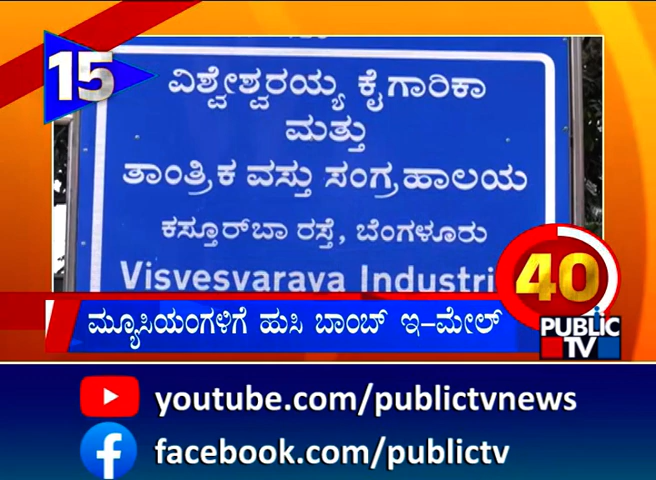 15
ವಿಶ್ವೇಶ್ವರಯ್ಯ ಕೈಗಾರಿಕಾ
ಮತ್ತು
ತಾಂತ್ರಿಕ ವಸ್ತು ಸಂಗ್ರಹಾಲಯ
ಕಸ್ತೂರ್‌ಬಾ ರಸ್ತೆ, ಬೆಂಗಳೂರು
Visvesvaraya Industri
40
ಮ್ಯೂಸಿಯಂಗಳಿಗೆ ಹುಸಿ ಬಾಂಬ್ ಇ-ಮೇಲ್
PUBLIC
TV
youtube.com/publictvnews
facebook.com/publictv